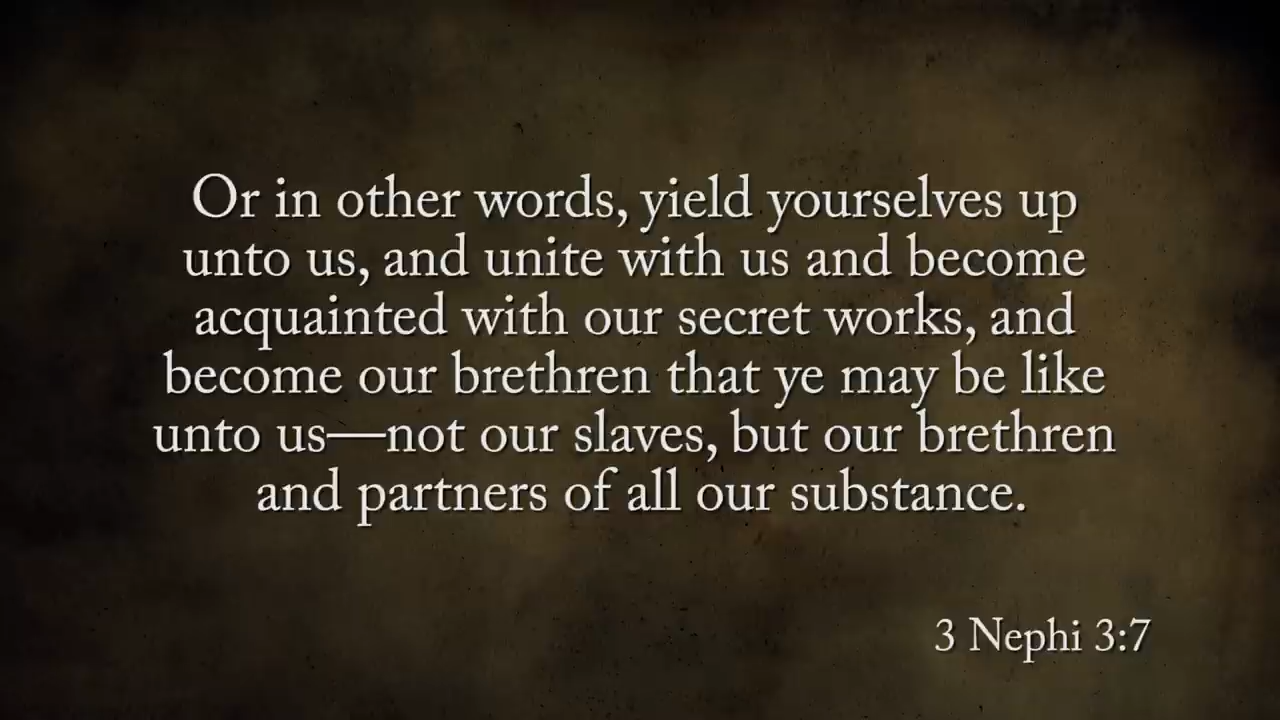 Or in other words, yield yourselves up
unto us, and unite with us and become
acquainted with our secret works, and
become our brethren that ye may be like
unto us—not our slaves, but our brethren
and partners of all our substance.
3 Nephi 3:7